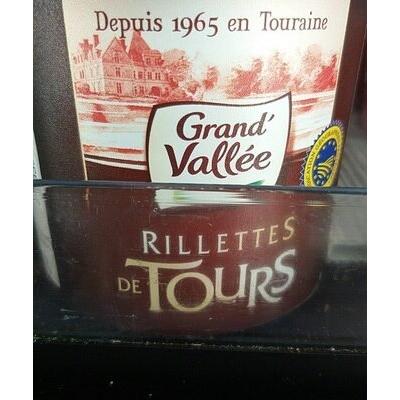 Depuis 1965 en Touraine
Grand'
Vallée
RILLETTES
DE TOURS